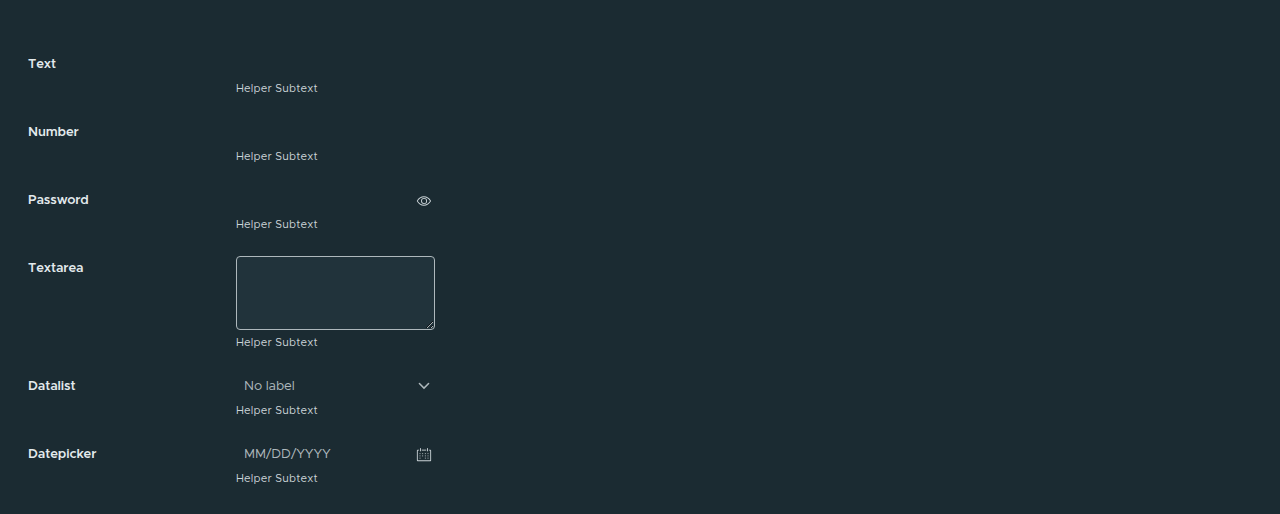 Text
Helper Subtext
Number
Helper Subtext
Password
Helper Subtext
Textarea
Helper Subtext
Datalist
No label
Helper Subtext
Datepicker
MM/DD/YYYY
Helper Subtext